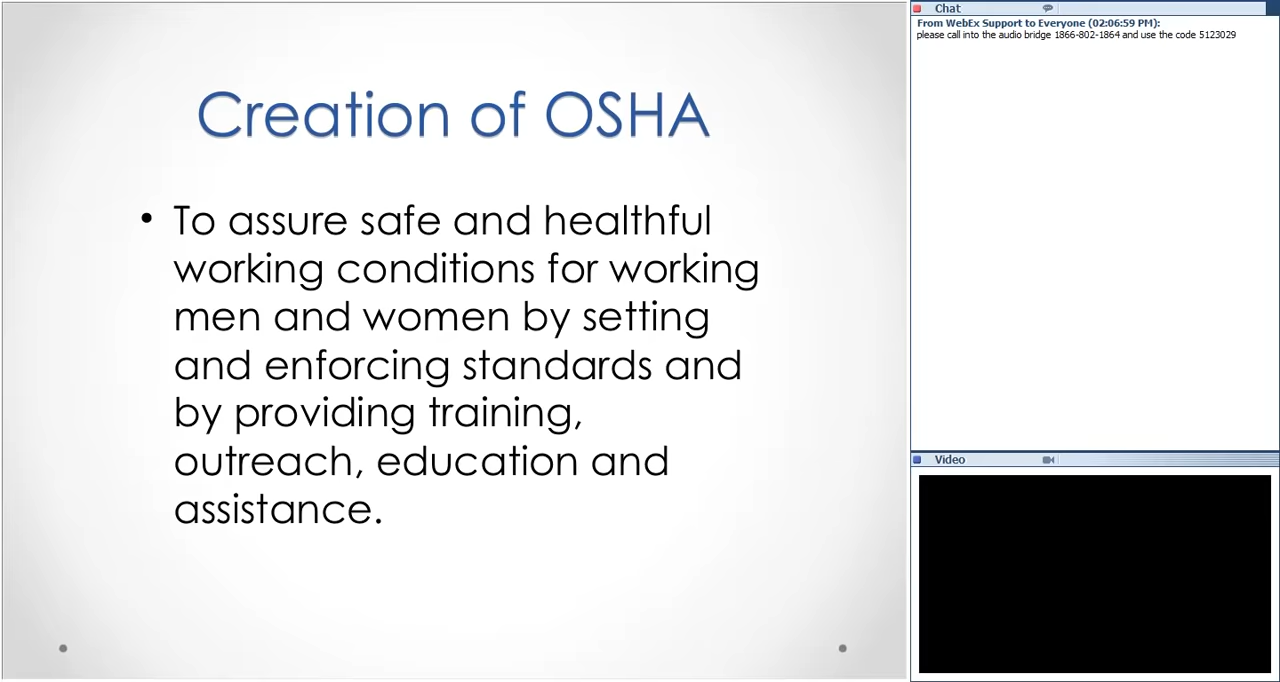 Creation of OSHA
• To assure safe and healthful
working conditions for working
men and women by setting
and enforcing standards and
by providing training,
outreach, education and
assistance.
Chat
From WebEx Support to Everyone (02:06:59 PM):
please call into the audio bridge 1866-802-1864 and use the code 5123029
Video